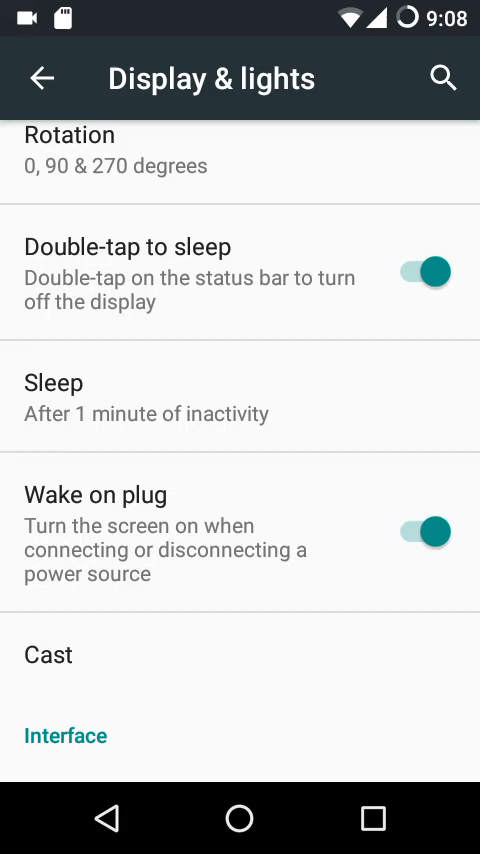 9:08
Display & lights
Rotation
0, 90 & 270 degrees
Double-tap to sleep
Double-tap on the status bar to turn
off the display
Sleep
After 1 minute of inactivity
Wake on plug
Turn the screen on when
connecting or disconnecting a
power source
Cast
Interface